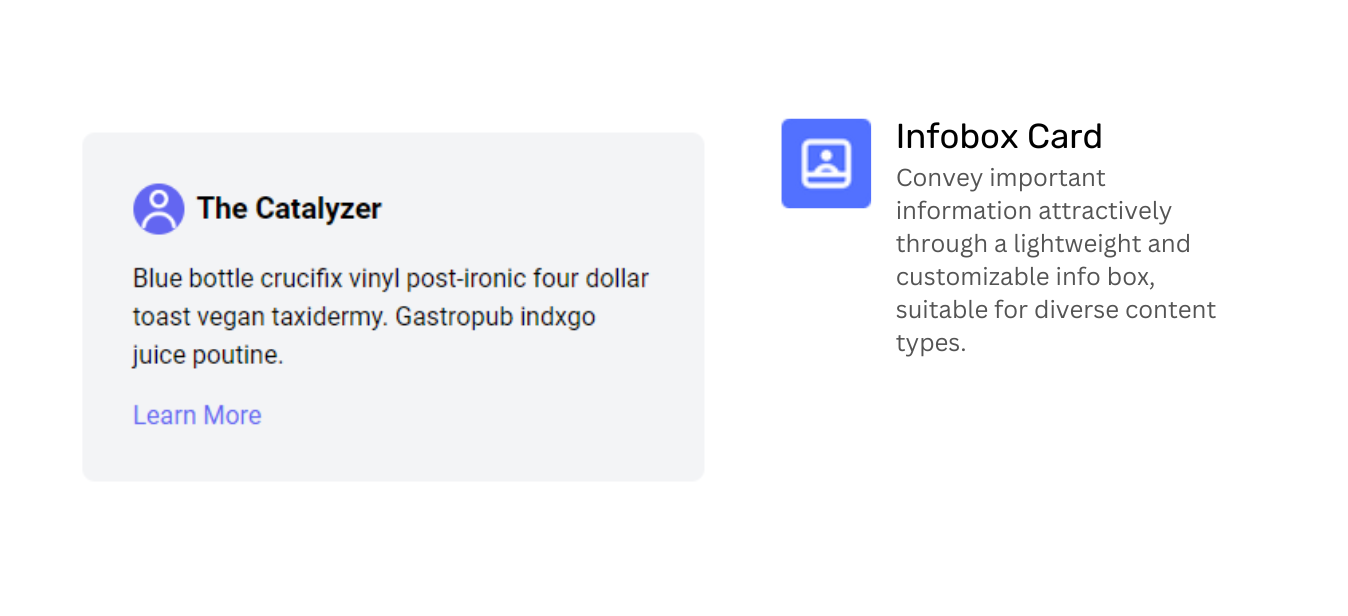 The Catalyzer
Blue bottle crucifix vinyl post-ironic four dollar
toast vegan taxidermy. Gastropub indxgo
juice poutine.
Learn More
Infobox Card
Convey important
information attractively
through a lightweight and
customizable info box,
suitable for diverse content
types.